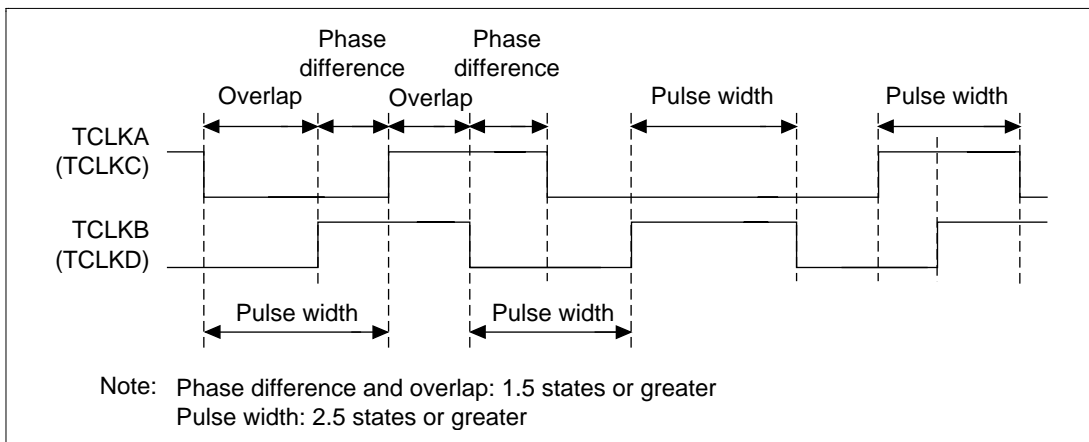 Phase
difference
Phase
difference
Overlap
Overlap
Pulse width
Pulse width
TCLKA
(TCLKC)
TCLKB
(TCLKD)
Pulse width
Pulse width
Note: Phase difference and overlap: 1.5 states or greater
Pulse width: 2.5 states or greater